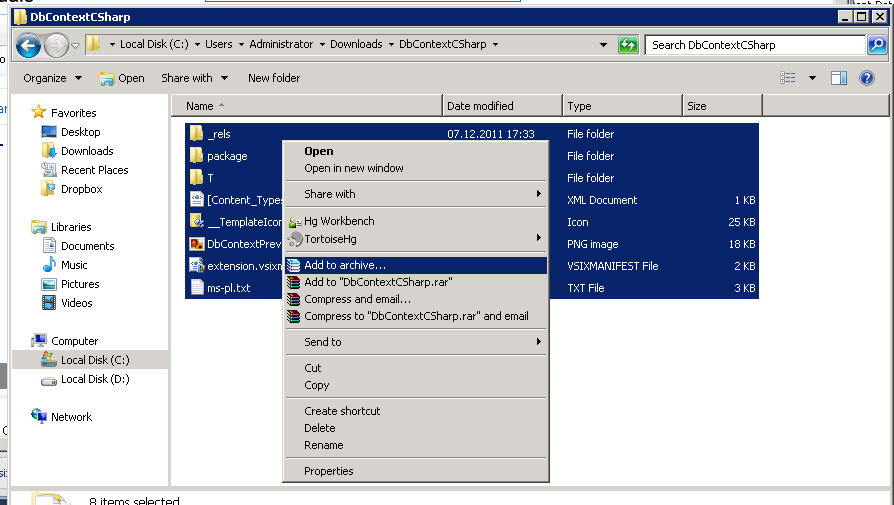 DbContextCSharp
Local Disk (C:) Users Administrator Downloads DbContextCSharp
Search DbContextCSharp
Organize Open Share with New folder
Favorites
Desktop
Downloads
Recent Places
Dropbox
Libraries
Documents
Music
Pictures
Videos
Computer
Local Disk (C:)
Local Disk (D:)
Network
Name Date modified Type Size
_rels 07.12.2011 17:33 File folder
package File folder
T File folder
[Content_Types XML Document 1 KB
__TemplateIcon Icon 25 KB
DbContextPrev PNG image 18 KB
extension.vsixm VSIXMANIFEST File 2 KB
ms-pl.txt TXT File 3 KB
Open
Open in new window
Share with
Hg Workbench
TortoiseHg
Add to archive...
Add to "DbContextCSharp.rar"
Compress and email...
Compress to "DbContextCSharp.rar" and email
Send to
Cut
Copy
Create shortcut
Delete
Rename
Properties
8 items selected